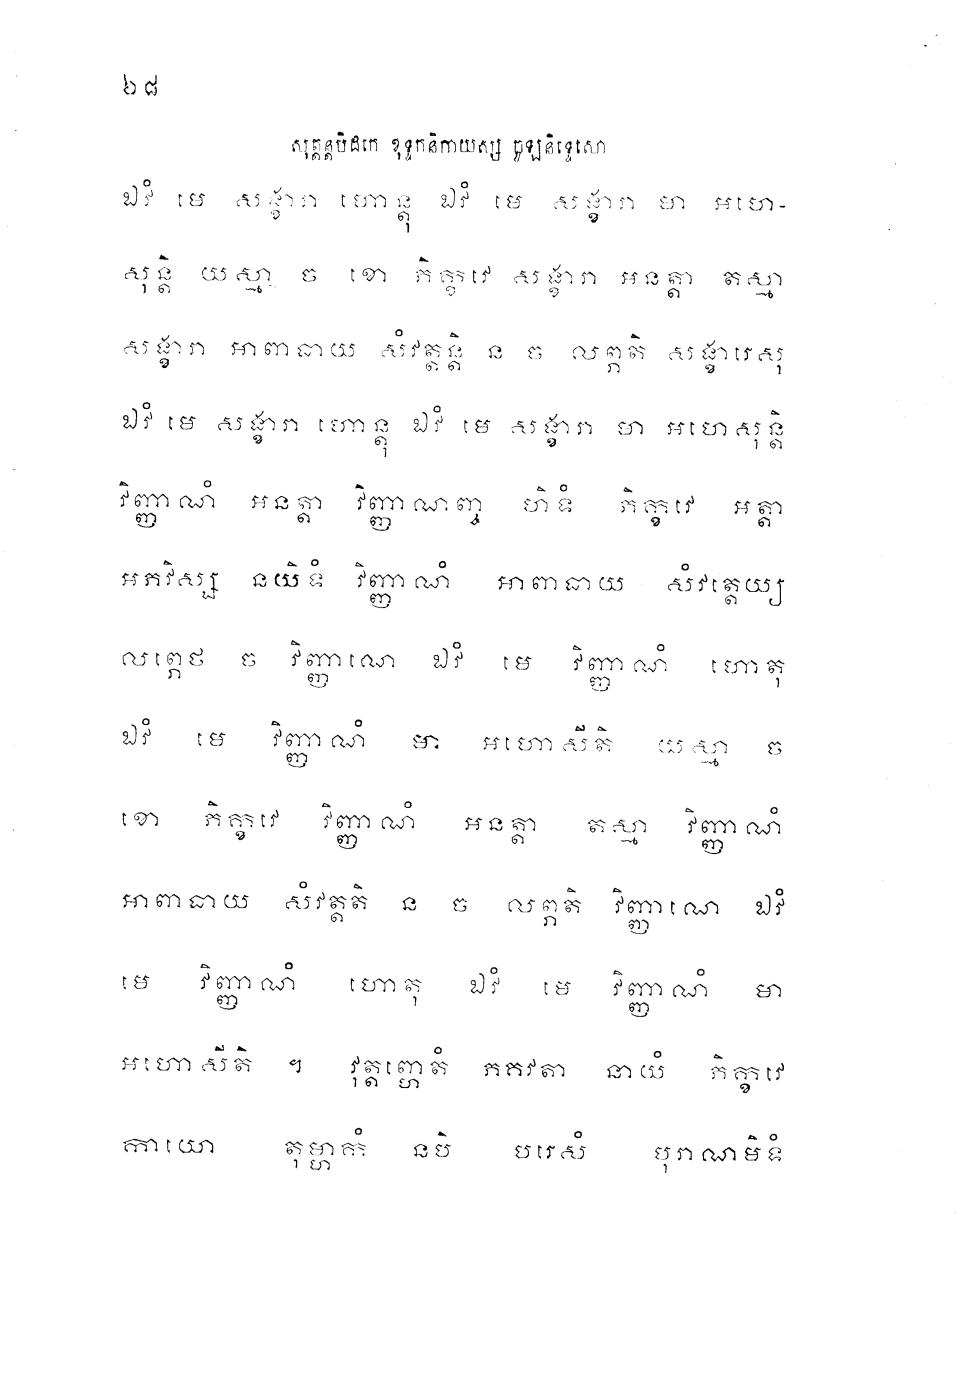 ៦៨
សុត្តន្តបិដកេ ខុទ្ទកនិកាយស្ស ចូឡនិទ្ទេសោ
ឯវំ មេ សង្ខារា ហោន្តុ ឯវំ មេ សង្ខារា មា អហេ-
សុន្តិ យស្មា ច ខោ ភិក្ខវេ សង្ខារា អនត្តា តស្មា
សង្ខារា អាពាធាយ សំវត្តន្តិ ន ច លព្ភតិ សង្ខារេសុ
ឯវំ មេ សង្ខារា ហោន្តុ ឯវំ មេ សង្ខារា មា អហេសុន្តិ
វិញ្ញាណំ អនត្តា វិញ្ញាណញ្ច ហិទំ ភិក្ខវេ អត្តា
អភវិស្ស នយិទំ វិញ្ញាណំ អាពាធាយ សំវត្តេយ្យ
លព្ភេថ ច វិញ្ញាណេ ឯវំ មេ វិញ្ញាណំ ហោតុ
ឯវំ មេ វិញ្ញាណំ មា អហោសីតិ យស្មា ច
ខោ ភិក្ខវេ វិញ្ញាណំ អនត្តា តស្មា វិញ្ញាណំ
អាពាធាយ សំវត្តតិ ន ច លព្ភតិ វិញ្ញាណេ ឯវំ
មេ វិញ្ញាណំ ហោតុ ឯវំ មេ វិញ្ញាណំ មា
អហោសីតិ ។ វុត្តញ្ហេតំ ភគវតា នាយំ ភិក្ខវេ
កាយោ តុម្ហាកំ នបិ បរេសំ បុរាណមិទំ